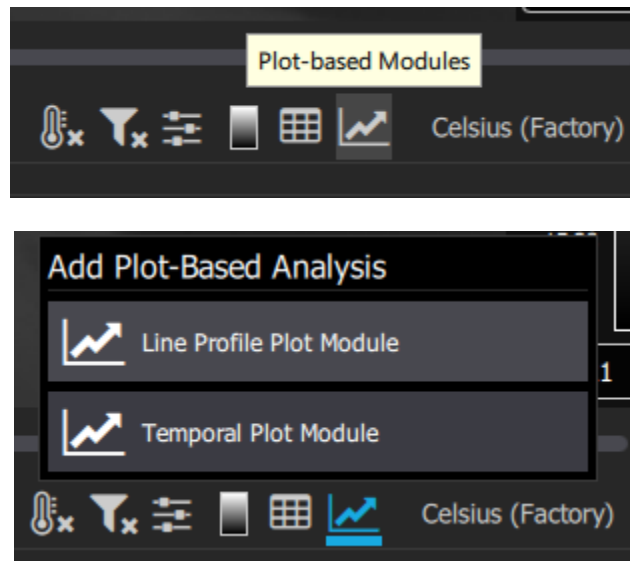 Plot-based Modules
Celsius (Factory)
Add Plot-Based Analysis
Line Profile Plot Module
1
Temporal Plot Module
Celsius (Factory)